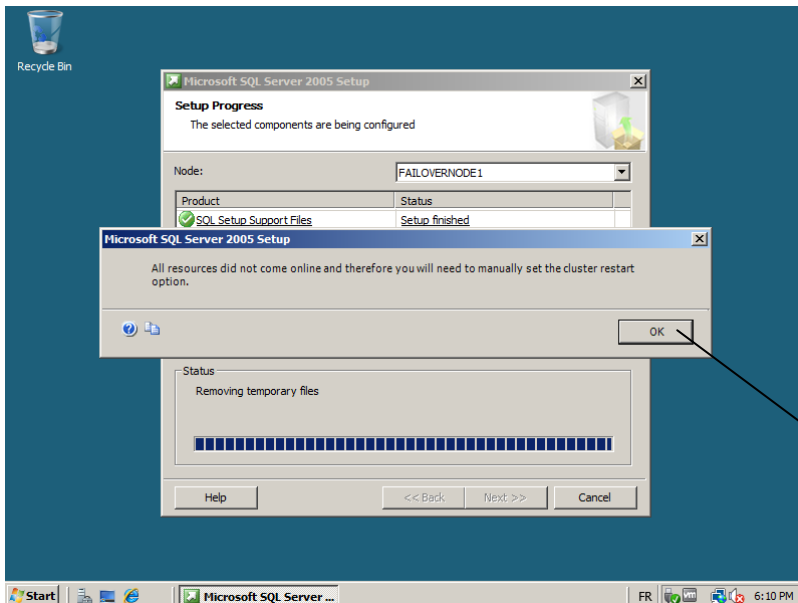 Recycle Bin
Microsoft SQL Server 2005 Setup
Setup Progress
The selected components are being configured
Node:
FAILOVERNODE1
Product
Status
SQL Setup Support Files
Setup finished
Microsoft SQL Server 2005 Setup
All resources did not come online and therefore you will need to manually set the cluster restart
option.
OK
Status
Removing temporary files
Help
<< Back
Next >>
Cancel
Start
Microsoft SQL Server ...
FR
6:10 PM